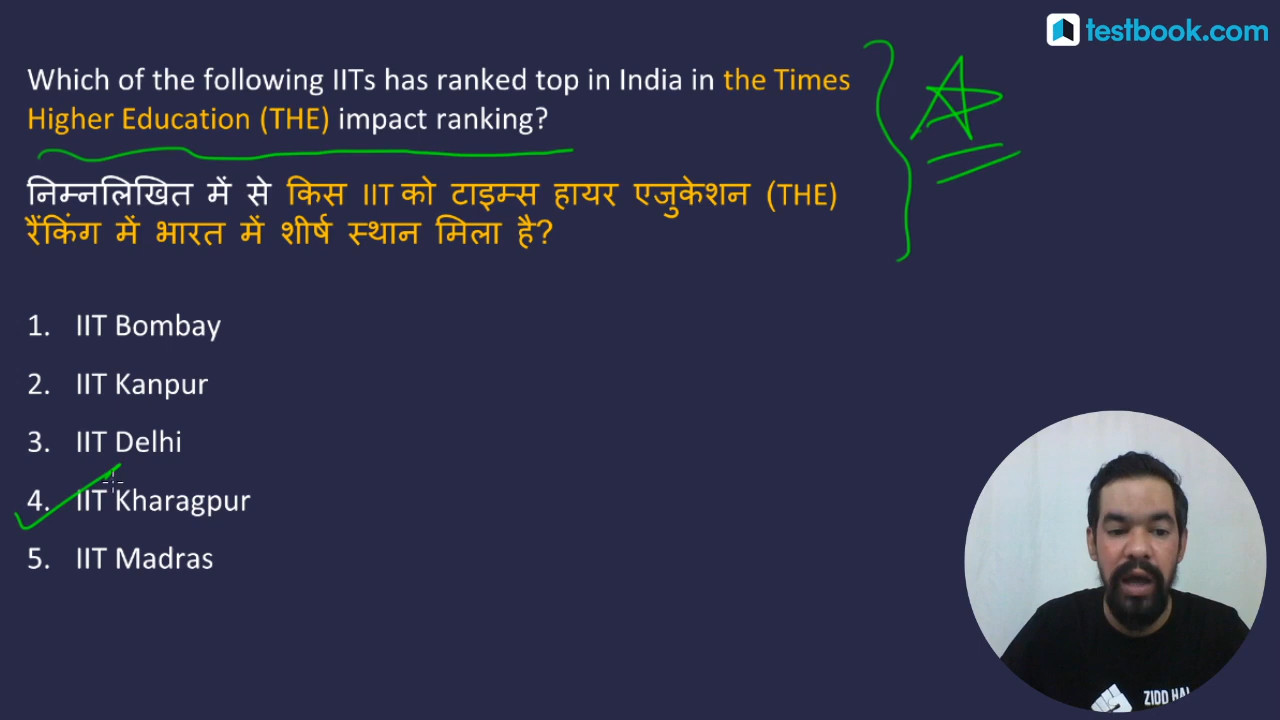 testbook.com
Which of the following IITs has ranked top in India in the Times
Higher Education (THE) impact ranking?
निम्नलिखित में से किस IIT को टाइम्स हायर एजुकेशन (THE)
रैंकिंग में भारत में शीर्ष स्थान मिला है?
1. IIT Bombay
2. IIT Kanpur
3. IIT Delhi
4. IIT Kharagpur
5. IIT Madras
ZIDD HAI